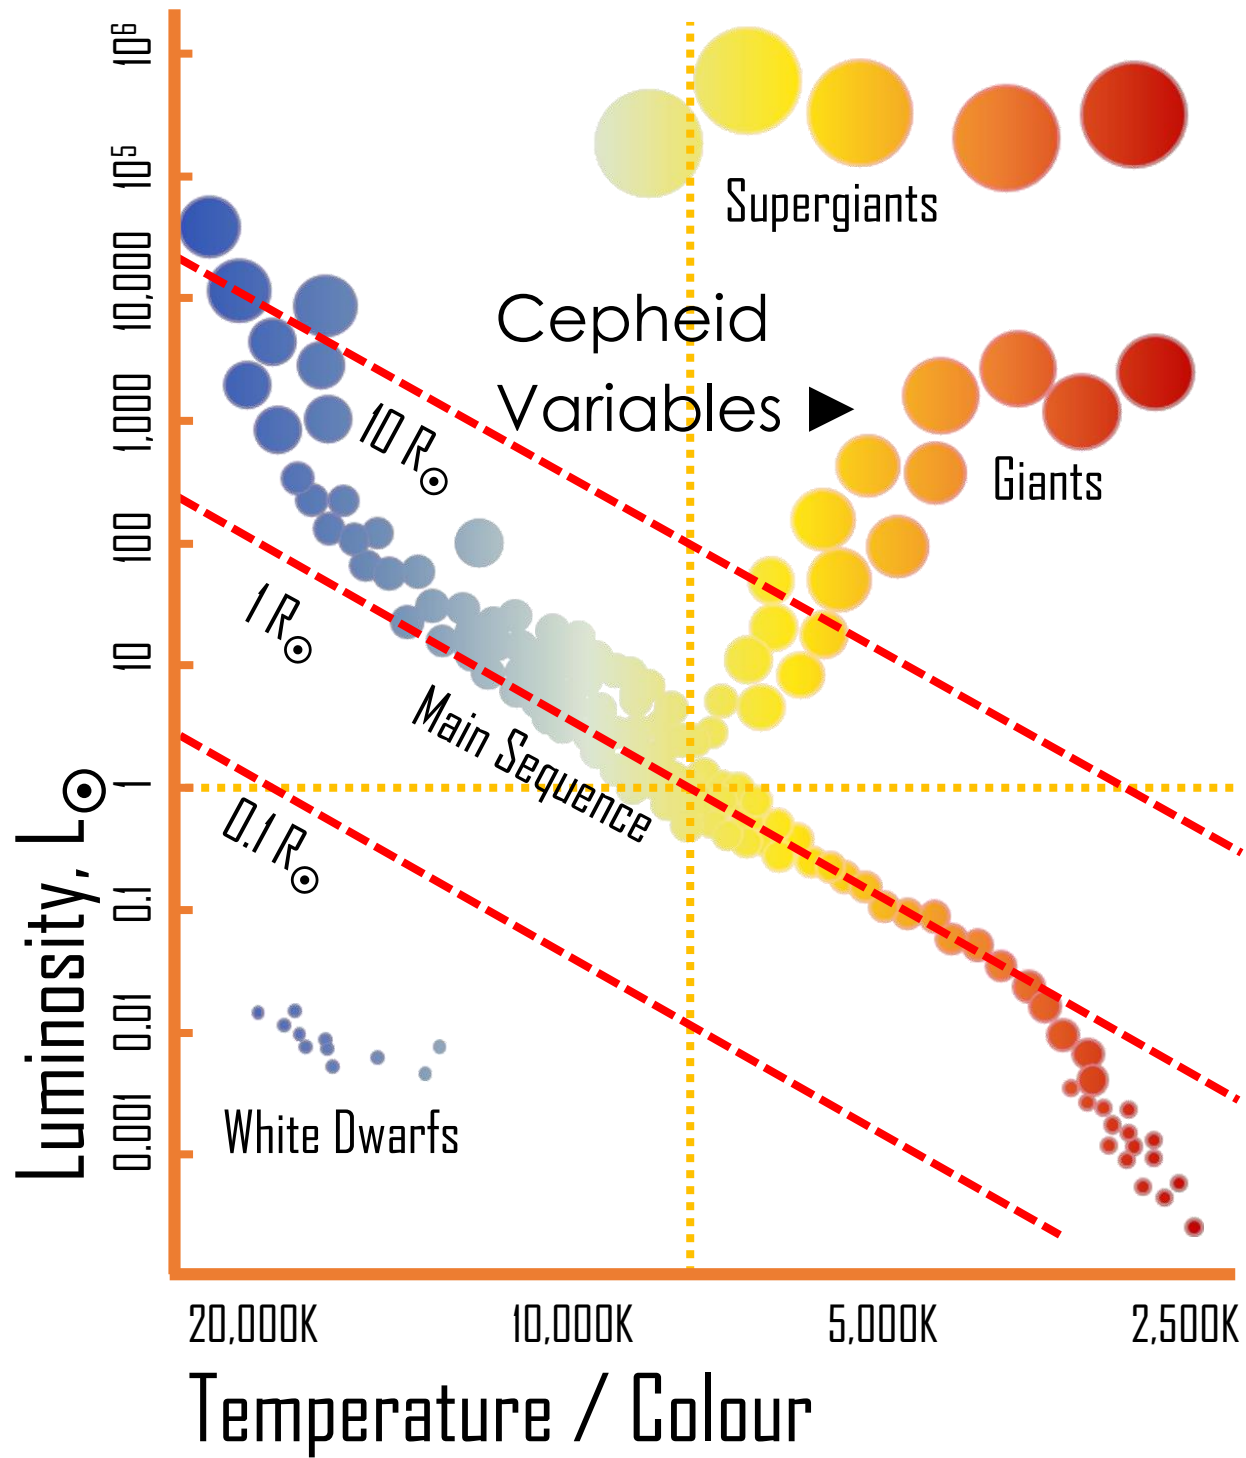 10⁶
10⁵
10,000
1,000
100
10
1
0.1
0.01
0.001
Luminosity, L☉
Supergiants
Cepheid
Variables ►
Giants
10 R☉
1 R☉
Main Sequence
0.1 R☉
White Dwarfs
20,000K 10,000K 5,000K 2,500K
Temperature / Colour